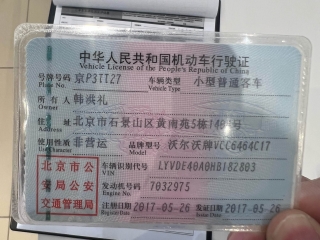 中华人民共和国机动车行驶证
Vehicle License of the People's Republic of China
号牌号码 京P3TT27 车辆类型 小型普通客车
Plate No. Vehicle Type
所有人 韩洪礼
Owner
住址 北京市石景山区黄南苑5栋
Address
使用性质 非营运 品牌型号 沃尔沃牌VCC6464C17
Use Character Model
北京市公安局公安交通管理局
车辆识别代号 LYVDE40A0HB182803
VIN
发动机号码 7032975
Engine No.
注册日期 2017-05-26 发证日期 2017-05-26
Register Date Issue Date